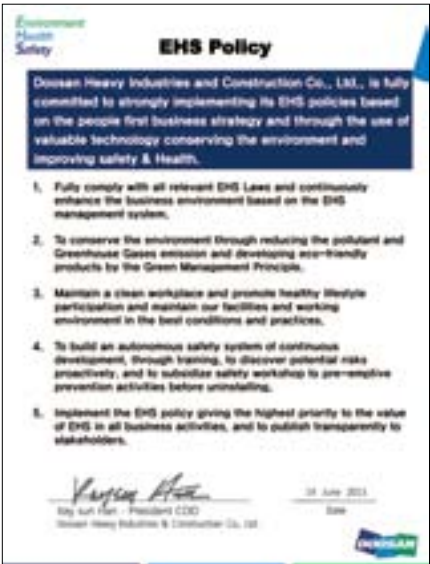 Environment
Health
Safety
EHS Policy
Doosan Heavy Industries and Construction Co., Ltd., is fully
committed to strongly implementing its EHS policies based
on the people first business strategy and through the use of
valuable technology conserving the environment and
improving safety & Health.
1. Fully comply with all relevant EHS Laws and continuously
enhance the business environment based on the EHS
management system.
2. To conserve the environment through reducing the pollutant and
Greenhouse Gases emission and developing eco-friendly
products by the Green Management Principle.
3. Maintain a clean workplace and promote healthy lifestyle
participation and maintain our facilities and working
environment in the best conditions and practices.
4. To build an autonomous safety system of continuous
development, through training, to discover potential risks
proactively, and to subsidize safety workshop to pre-emptive
prevention activities before uninstalling.
5. Implement the EHS policy giving the highest priority to the value
of EHS in all business activities, and to publish transparently to
stakeholders.
Kay sun Han - President COO
Doosan Heavy Industries & Construction Co., Ltd
June 2011
Date
DOOSAN